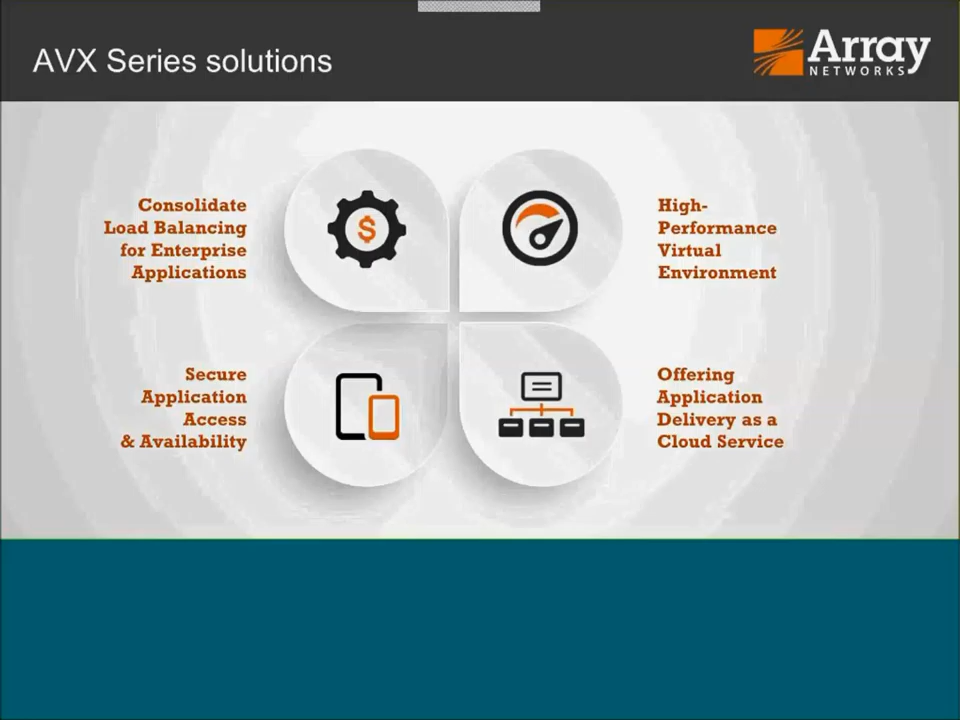 AVX Series solutions
Array
NETWORKS
Consolidate
Load Balancing
for Enterprise
Applications
$
High-
Performance
Virtual
Environment
Secure
Application
Access
& Availability
Offering
Application
Delivery as a
Cloud Service